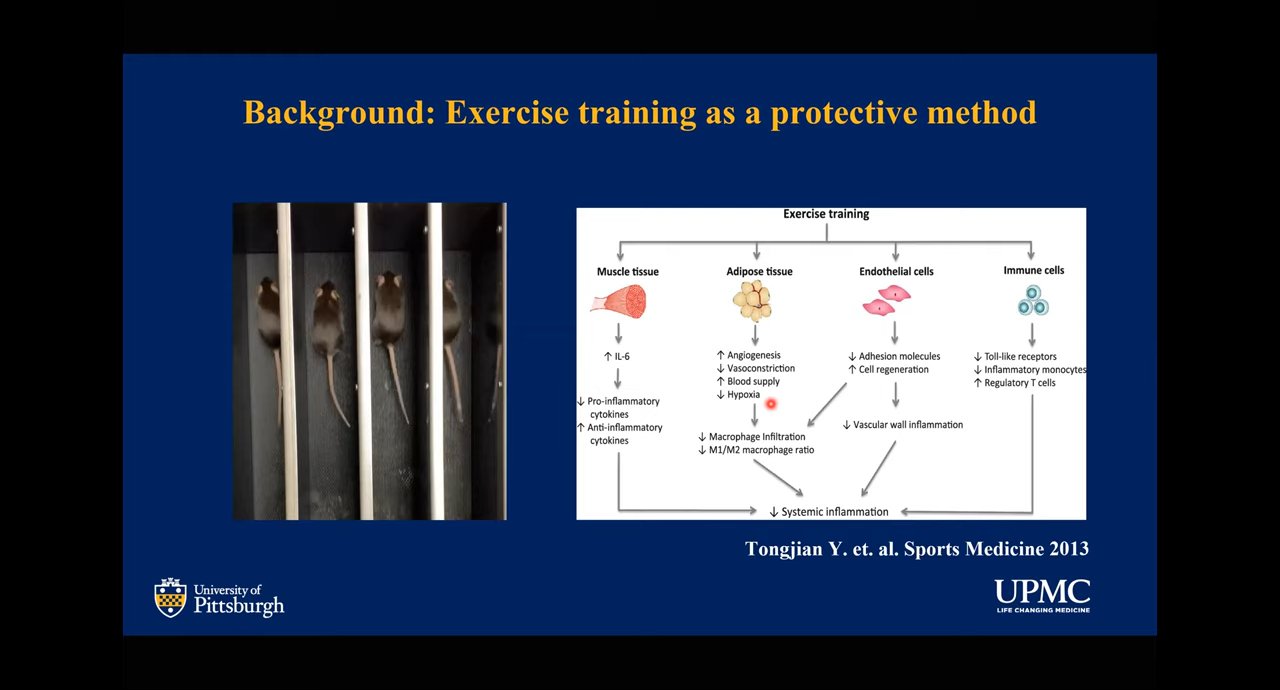 Background: Exercise training as a protective method
Exercise training
Muscle tissue
Adipose tissue
Endothelial cells
Immune cells
↑ IL-6
↓ Pro-inflammatory
cytokines
↑ Anti-inflammatory
cytokines
↑ Angiogenesis
↓ Vasoconstriction
↑ Blood supply
↓ Hypoxia
↓ Macrophage Infiltration
↓ M1/M2 macrophage ratio
↓ Adhesion molecules
↑ Cell regeneration
↓ Vascular wall inflammation
↓ Toll-like receptors
↓ Inflammatory monocytes
↑ Regulatory T cells
↓ Systemic inflammation
Tongjian Y. et. al. Sports Medicine 2013
University of
Pittsburgh
UPMC
LIFE CHANGING MEDICINE